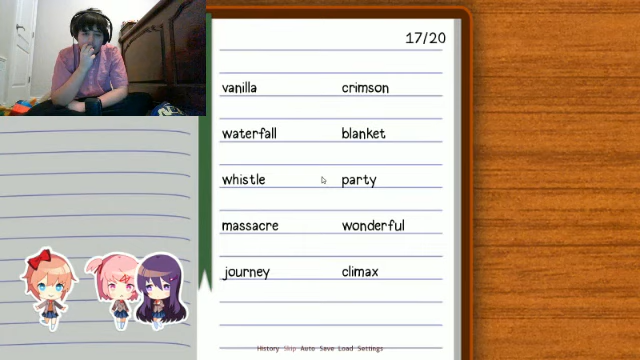 17/20
vanilla crimson
waterfall blanket
whistle party
massacre wonderful
journey climax
History Skip Auto Save Load Settings